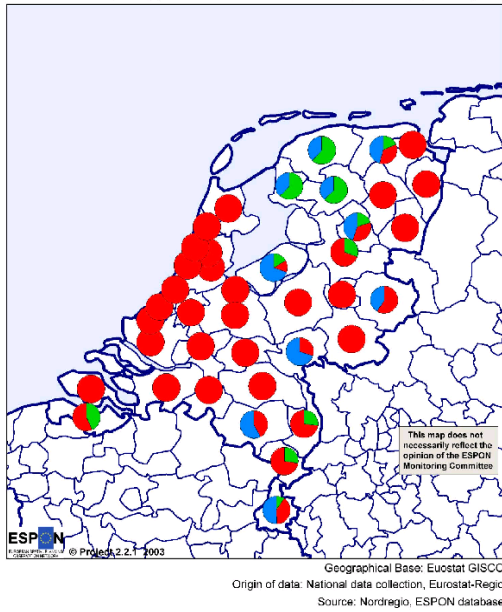 This map does not
necessarily reflect the
opinion of the ESPON
Monitoring Committee
ESPON
© Project 2.2.1 2003
Geographical Base: Euostat GISCO
Origin of data: National data collection, Eurostat-Regio
Source: Nordregio, ESPON database